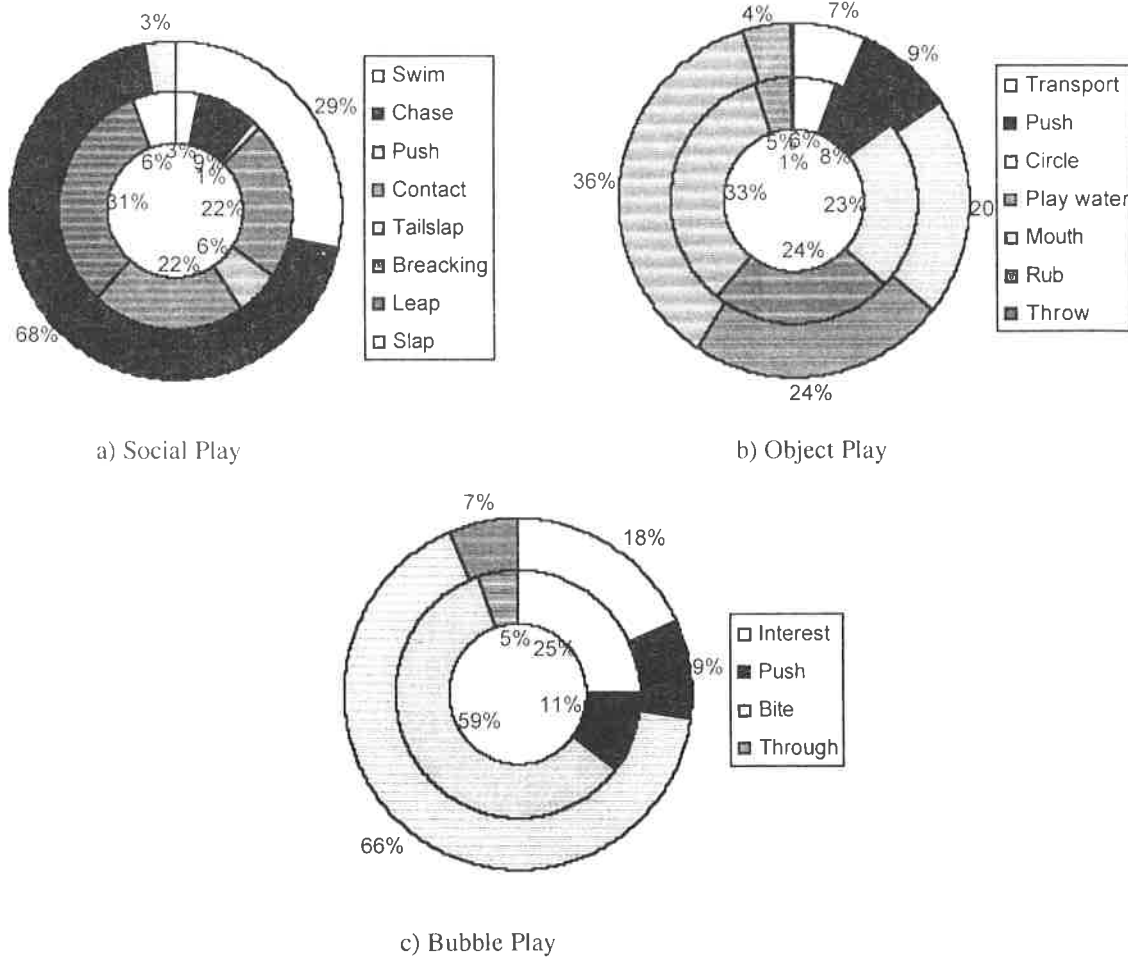 3%
29%
68%
3%
9%
1%
22%
6%
22%
31%
6%
Swim
Chase
Push
Contact
Tailslap
Breacking
Leap
Slap
a) Social Play
4%
7%
9%
20
24%
36%
5%
6%
1%
8%
23%
24%
33%
Transport
Push
Circle
Play water
Mouth
Rub
Throw
b) Object Play
7%
18%
9%
66%
5%
25%
11%
59%
Interest
Push
Bite
Through
c) Bubble Play